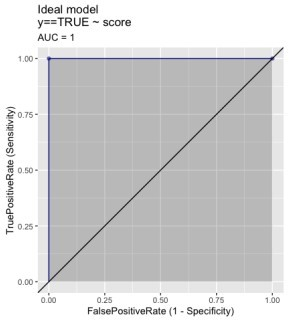 Ideal model
y==TRUE ~ score
AUC = 1
1.00
0.75
0.50
0.25
0.00
TruePositiveRate (Sensitivity)
0.00 0.25 0.50 0.75 1.00
FalsePositiveRate (1 - Specificity)